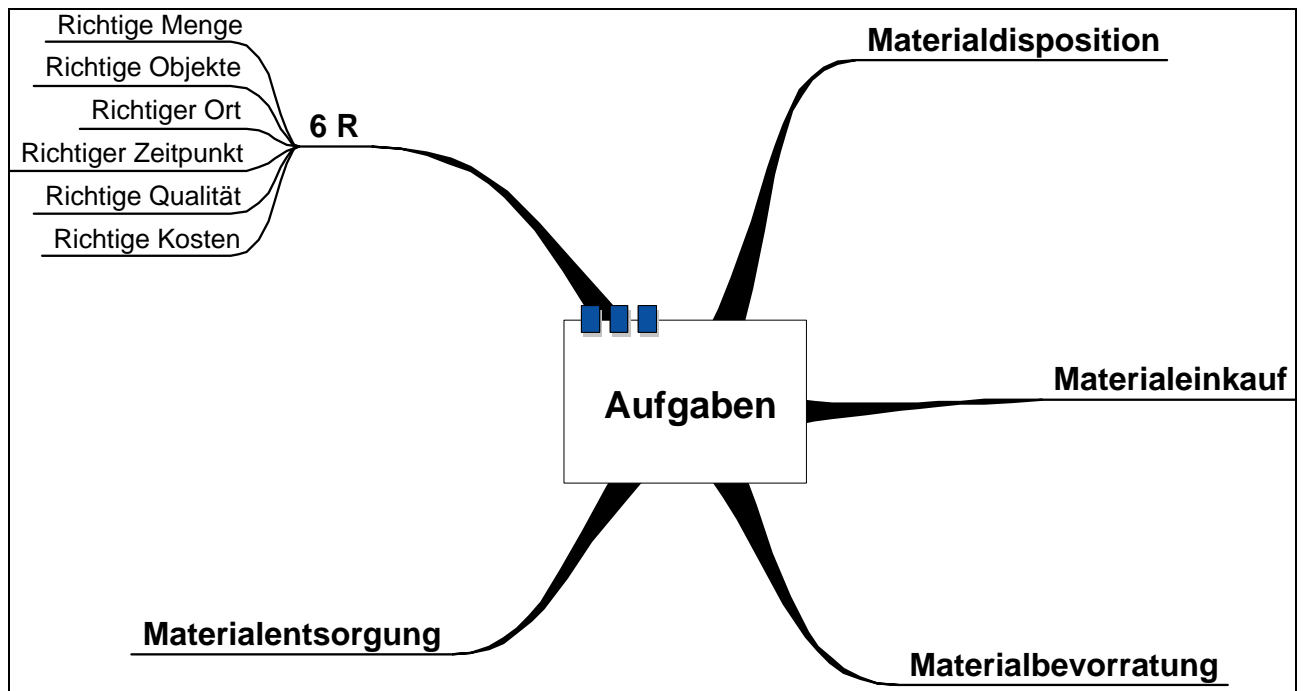 Richtige Menge
Richtige Objekte
Richtiger Ort
Richtiger Zeitpunkt
Richtige Qualität
Richtige Kosten
6 R
Materialdisposition
Materialeinkauf
Aufgaben
Materialentsorgung
Materialbevorratung